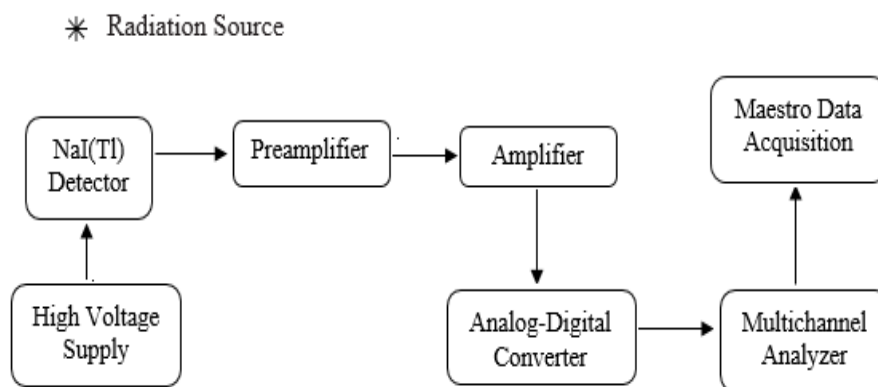 Radiation Source
NaI(Tl)
Detector
Preamplifier
Amplifier
Maestro Data
Acquisition
High Voltage
Supply
Analog-Digital
Converter
Multichannel
Analyzer